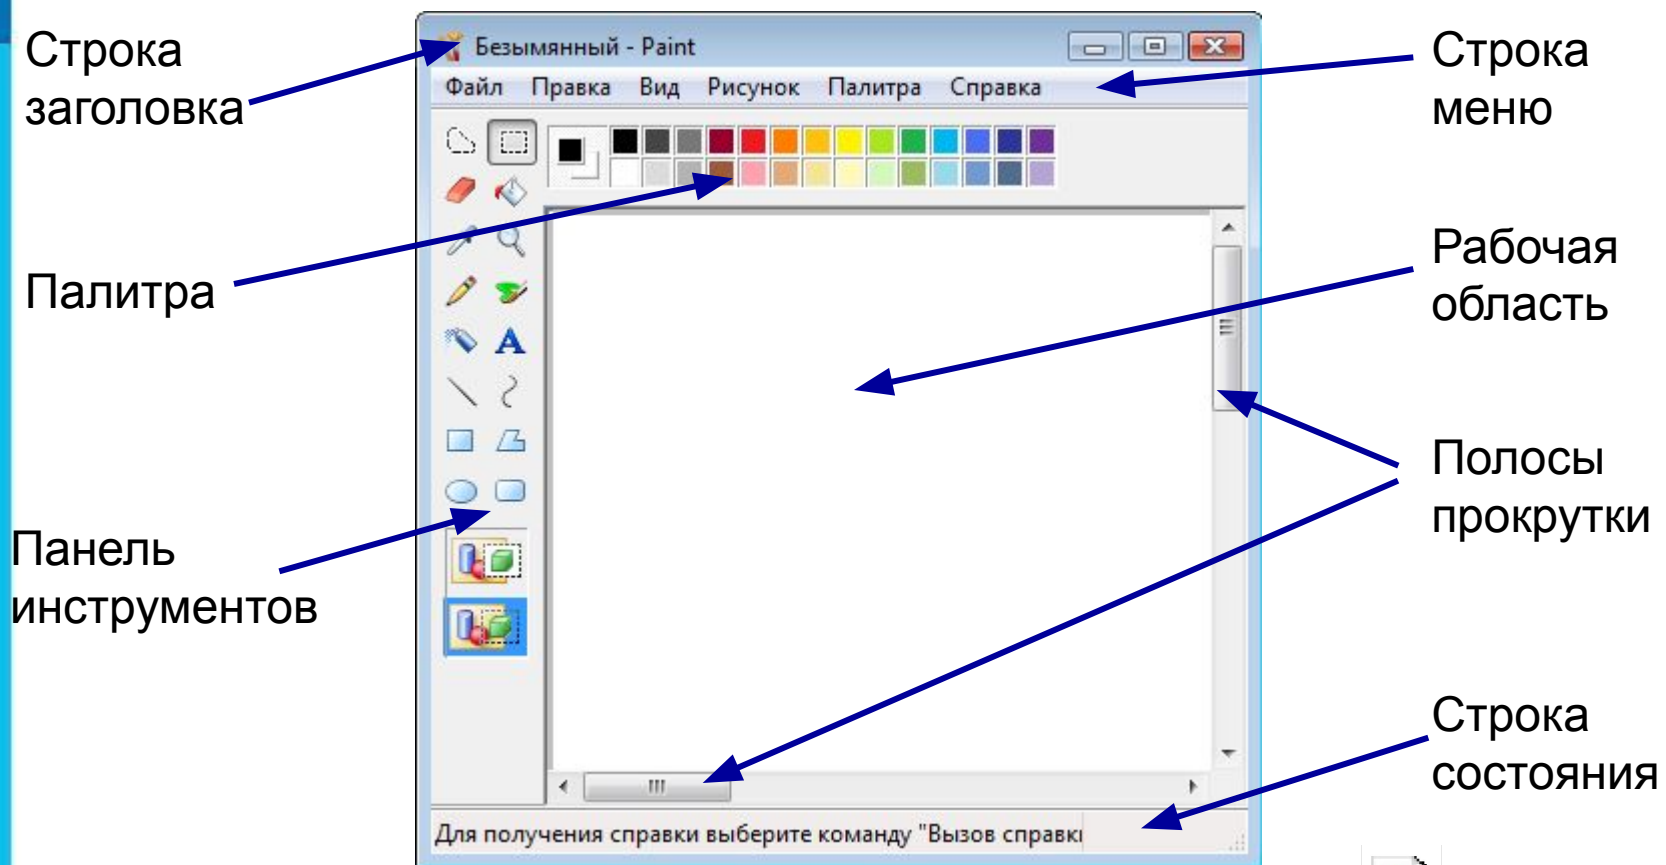 Строка
заголовка
Безымянный - Paint
Строка
меню
Файл Правка Вид Рисунок Палитра Справка
Палитра
Рабочая
область
A
Полосы
прокрутки
Панель
инструментов
Строка
состояния
Для получения справки выберите команду "Вызов